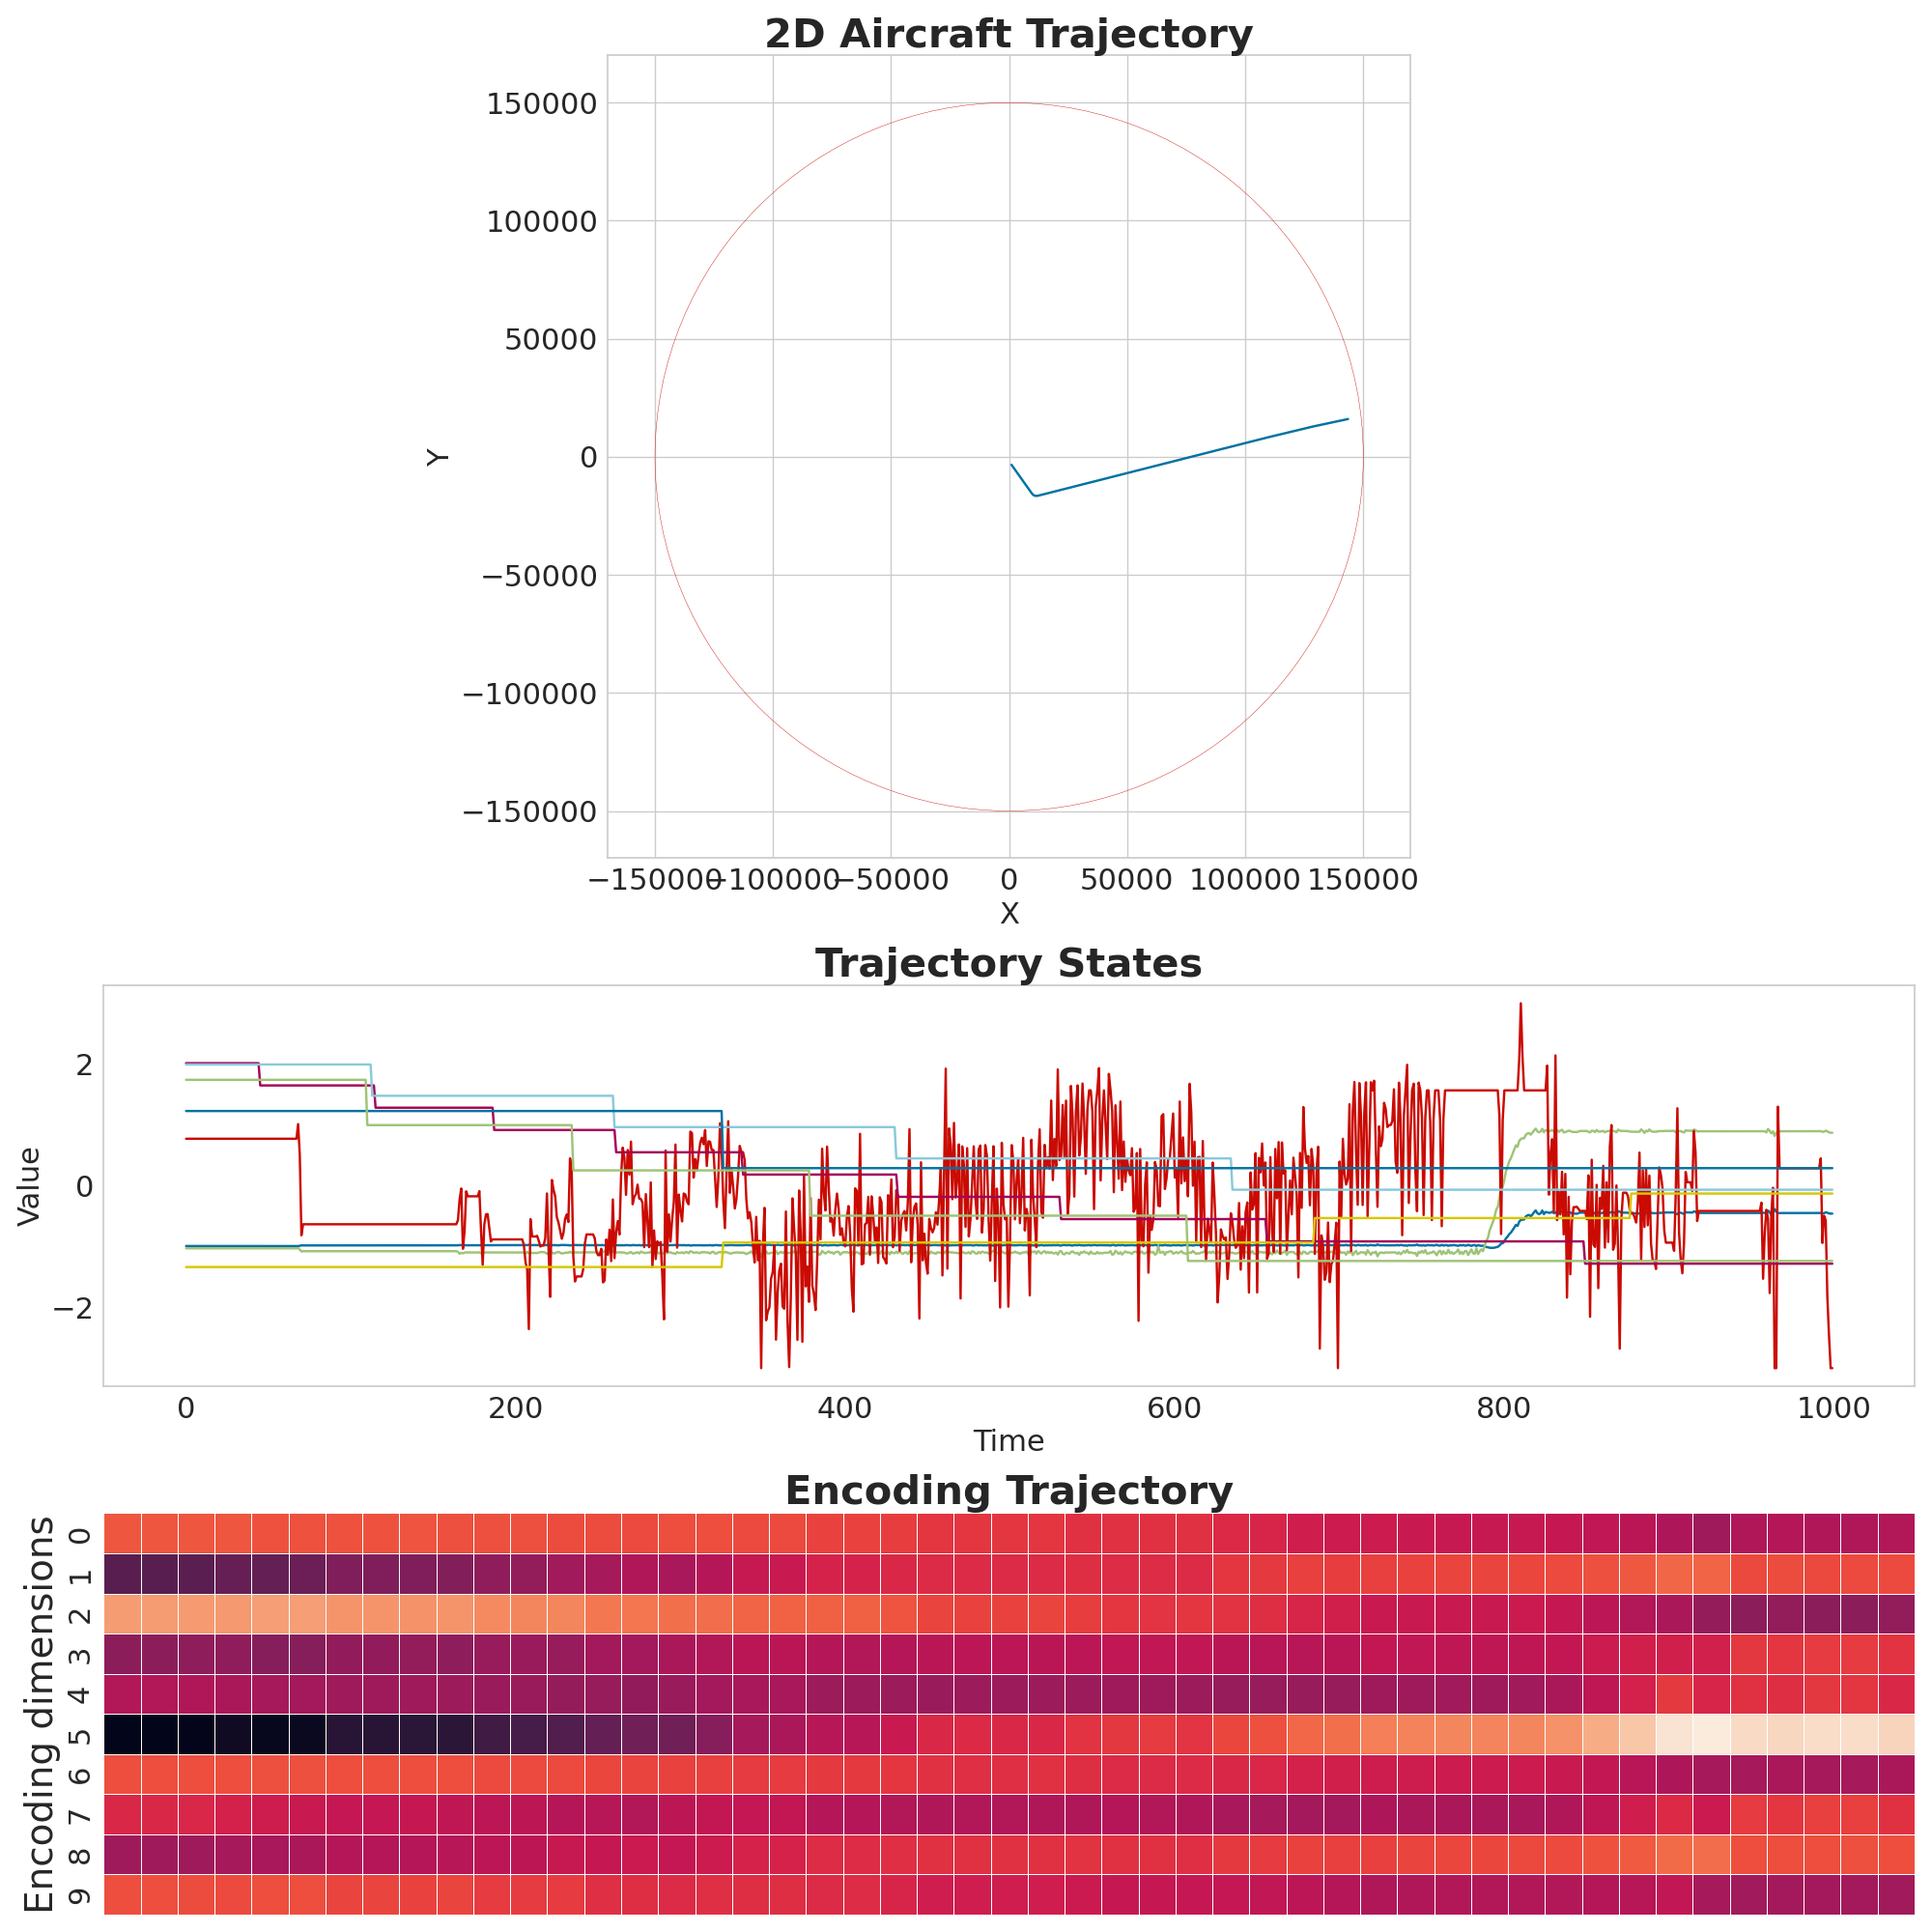 2D Aircraft Trajectory
150000
100000
50000
Y
0
−50000
−100000
−150000
−150000 −100000 −50000 0 50000 100000 150000
X
Trajectory States
Value
2
0
−2
0 200 400 600 800 1000
Time
Encoding Trajectory
Encoding dimensions
0
1
2
3
4
5
6
7
8
9